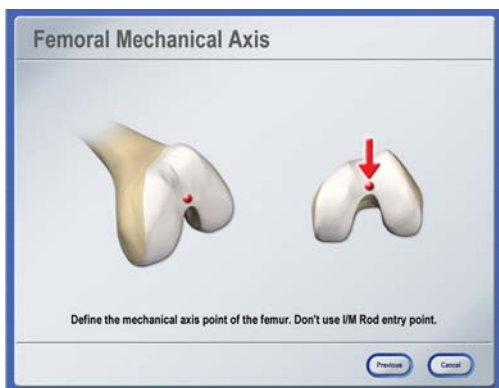 Femoral Mechanical Axis
Define the mechanical axis point of the femur. Don't use I/M Rod entry point.
Previous
Cancel